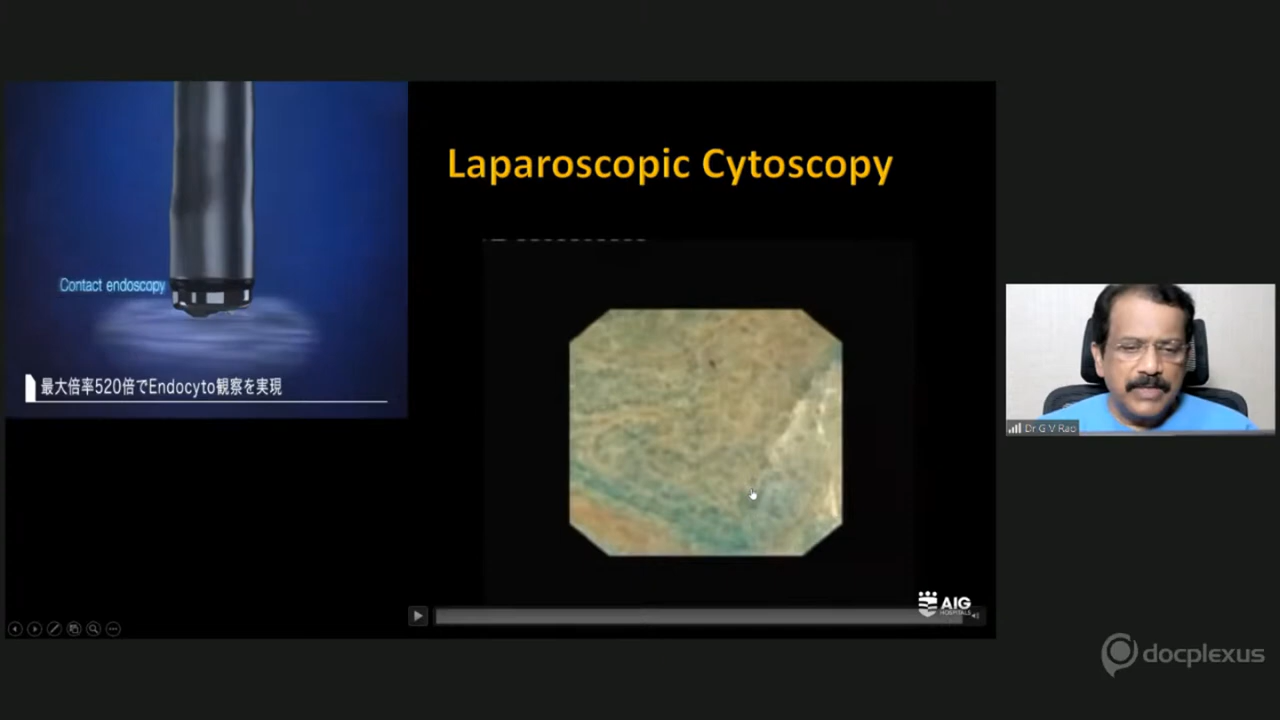 Laparoscopic Cytoscopy
Contact endoscopy
最大倍率520倍でEndocyto観察を実現
AIG
HOSPITALS
Dr G V Rao
docplexus